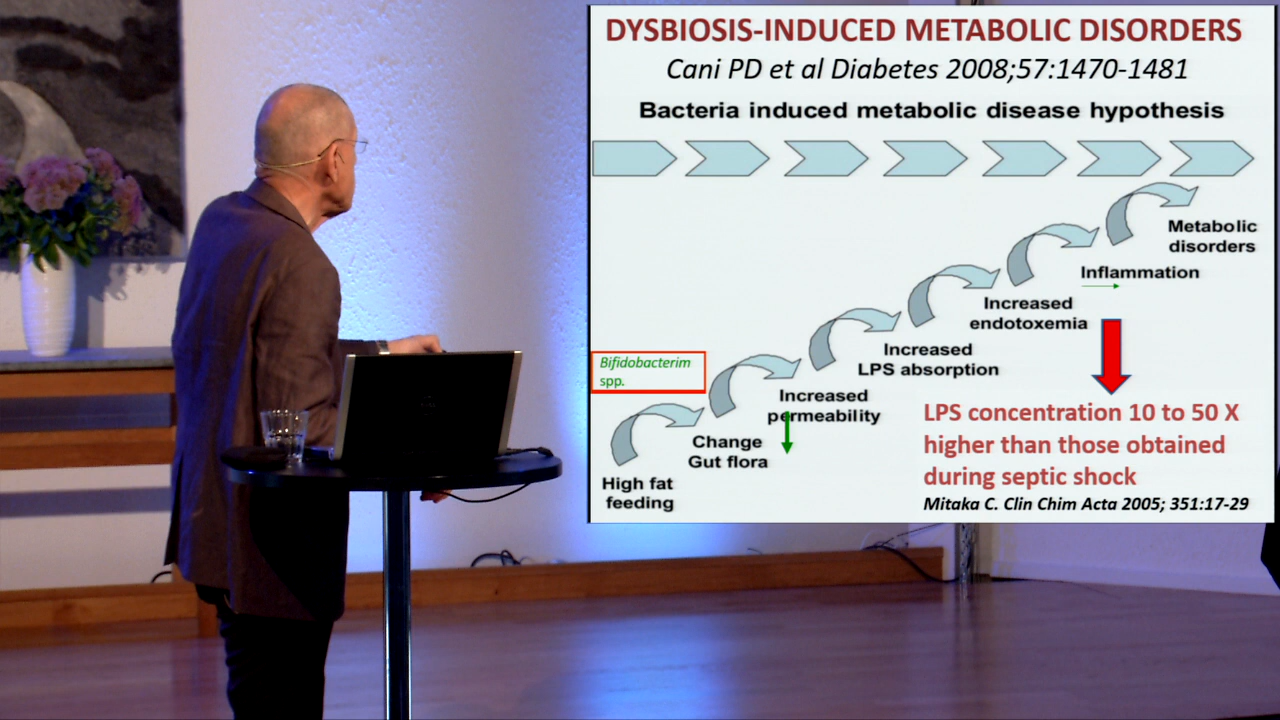 DYSBIOSIS-INDUCED METABOLIC DISORDERS
Cani PD et al Diabetes 2008;57:1470-1481
Bacteria induced metabolic disease hypothesis
Metabolic
disorders
Inflammation
Increased
endotoxemia
Increased
LPS absorption
Bifidobacterim
spp.
Increased
permeability
Change
Gut flora
High fat
feeding
LPS concentration 10 to 50 X
higher than those obtained
during septic shock
Mitaka C. Clin Chim Acta 2005; 351:17-29